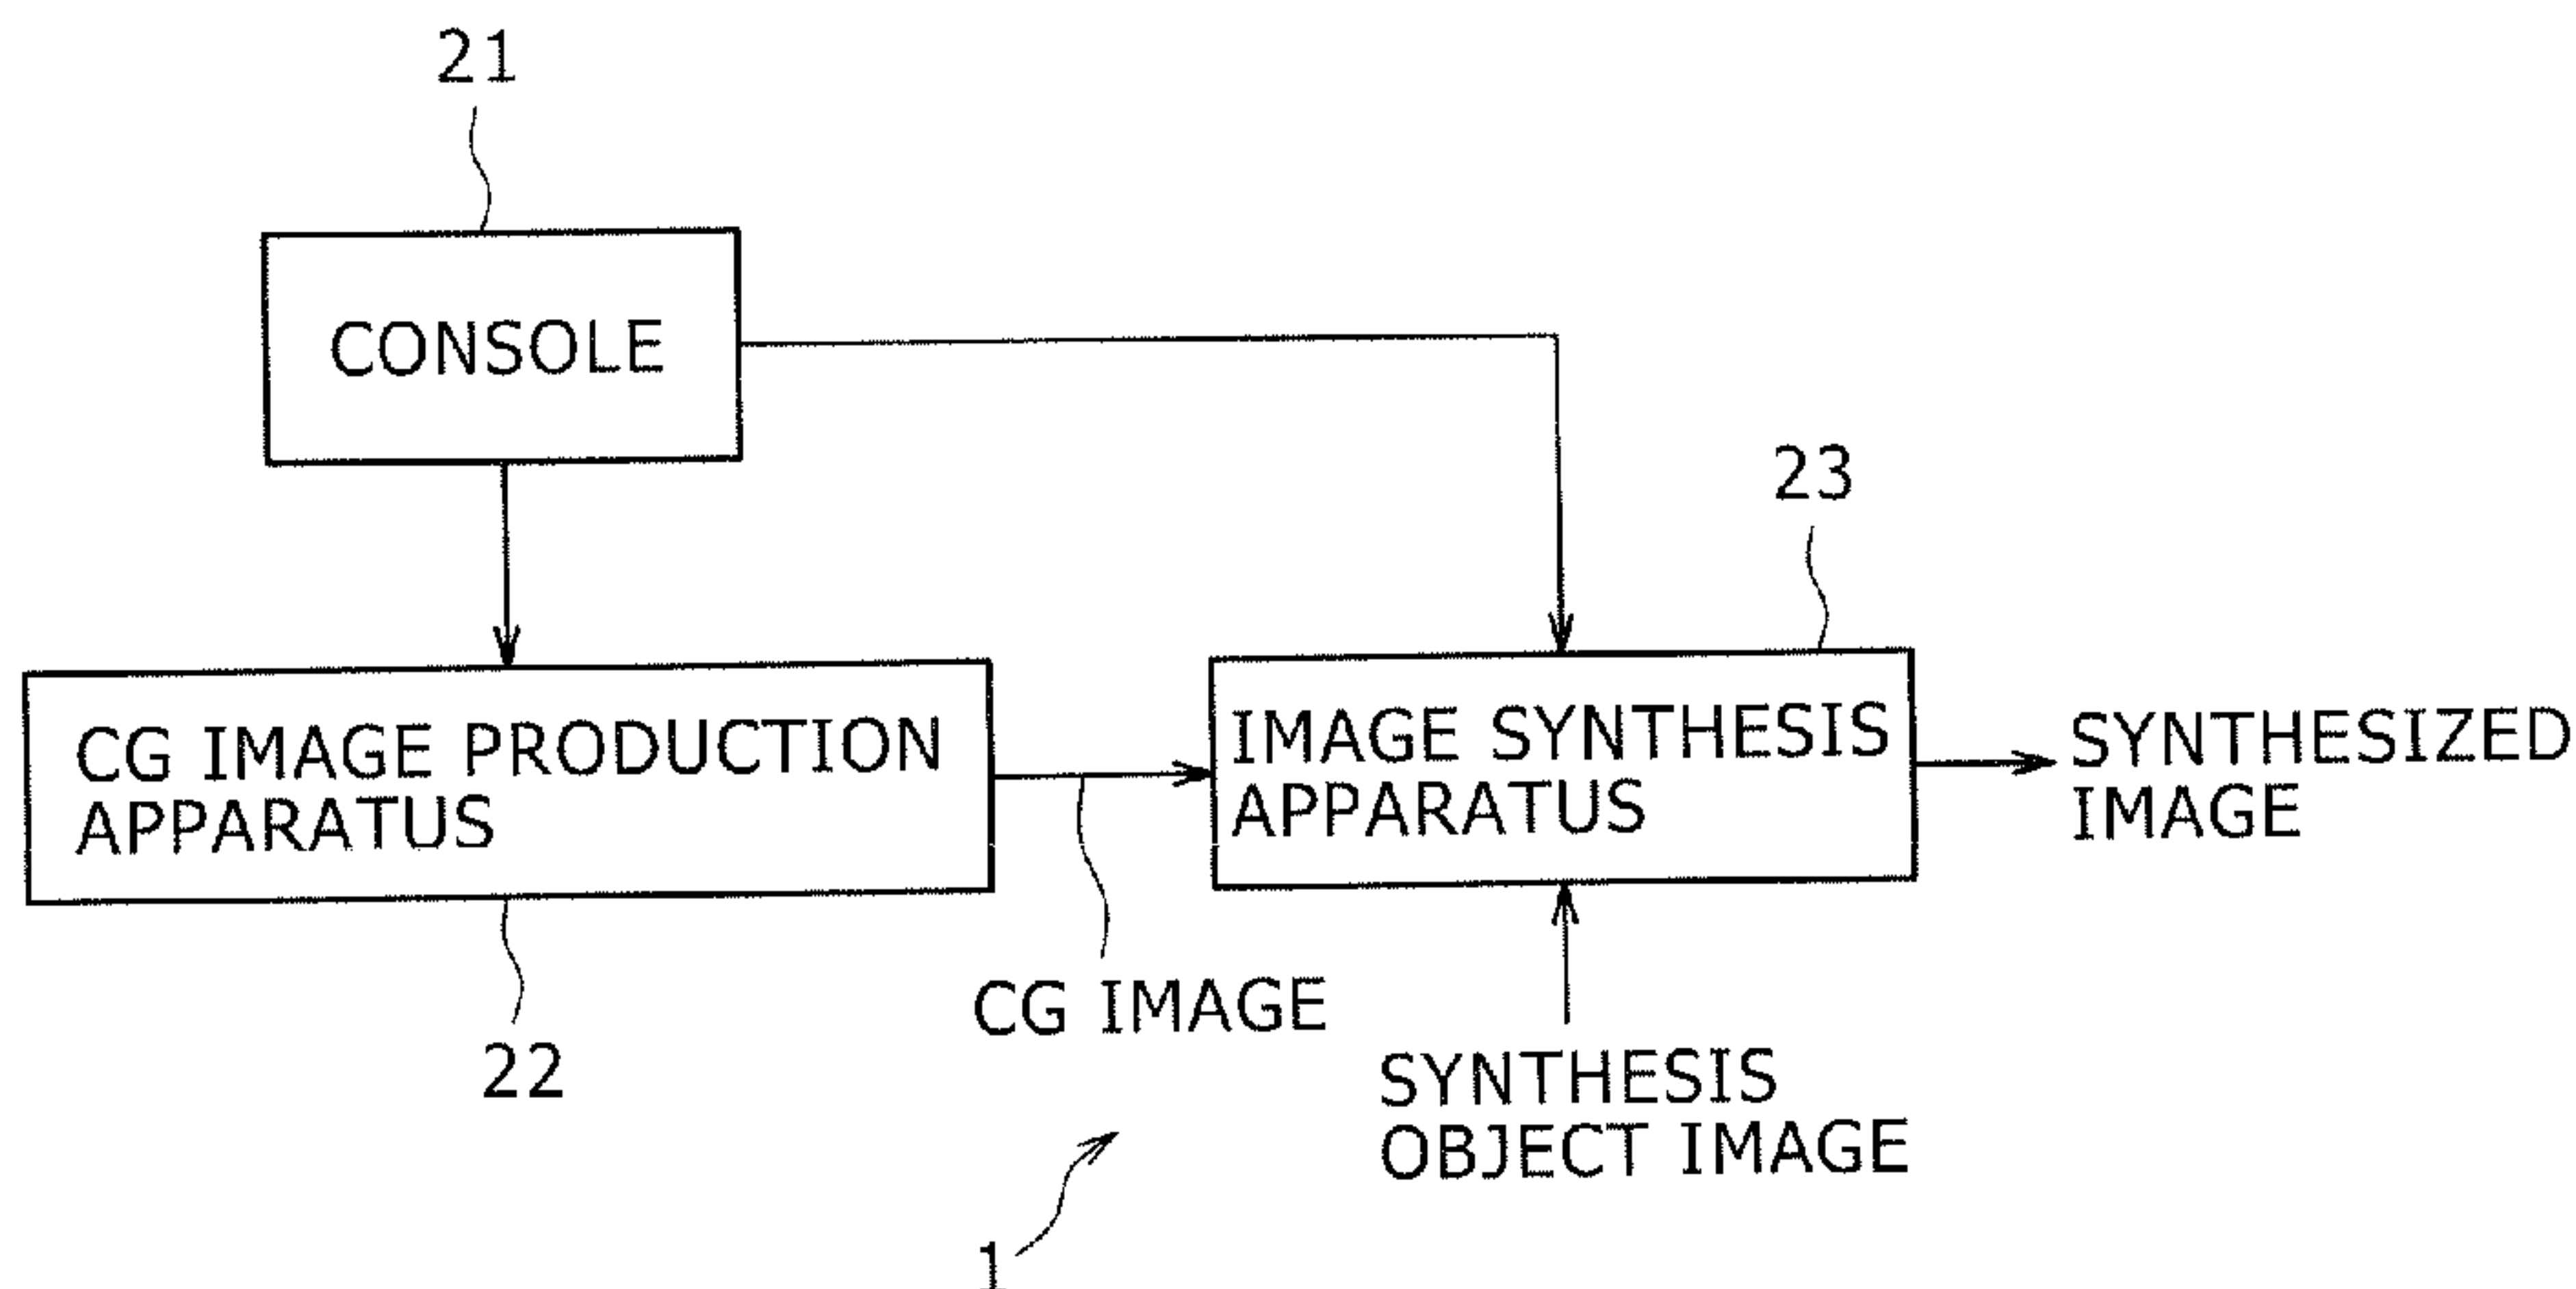 21
CONSOLE
23
CG IMAGE PRODUCTION
APPARATUS
IMAGE SYNTHESIS
APPARATUS
SYNTHESIZED
IMAGE
22
CG IMAGE
SYNTHESIS
OBJECT IMAGE
1